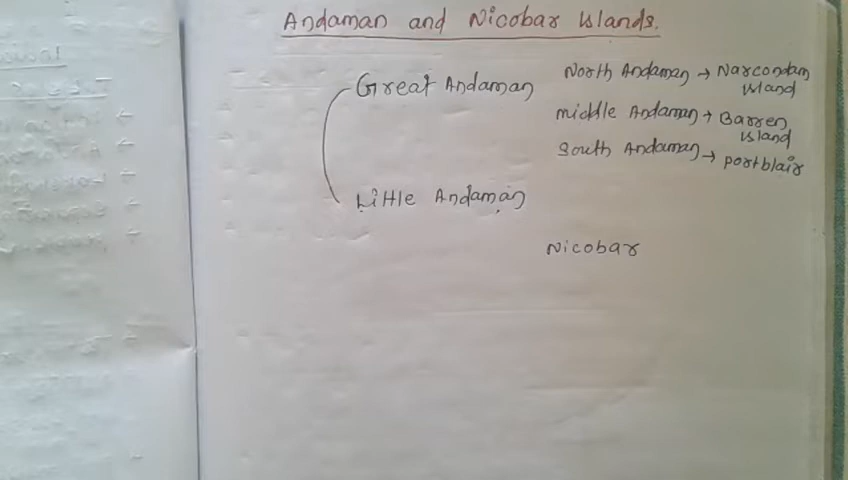 Andaman and Nicobar Islands.
Great Andaman
North Andaman → Narcondam Island
middle Andaman → Barren Island
South Andaman → portblair
Little Andaman
Nicobar